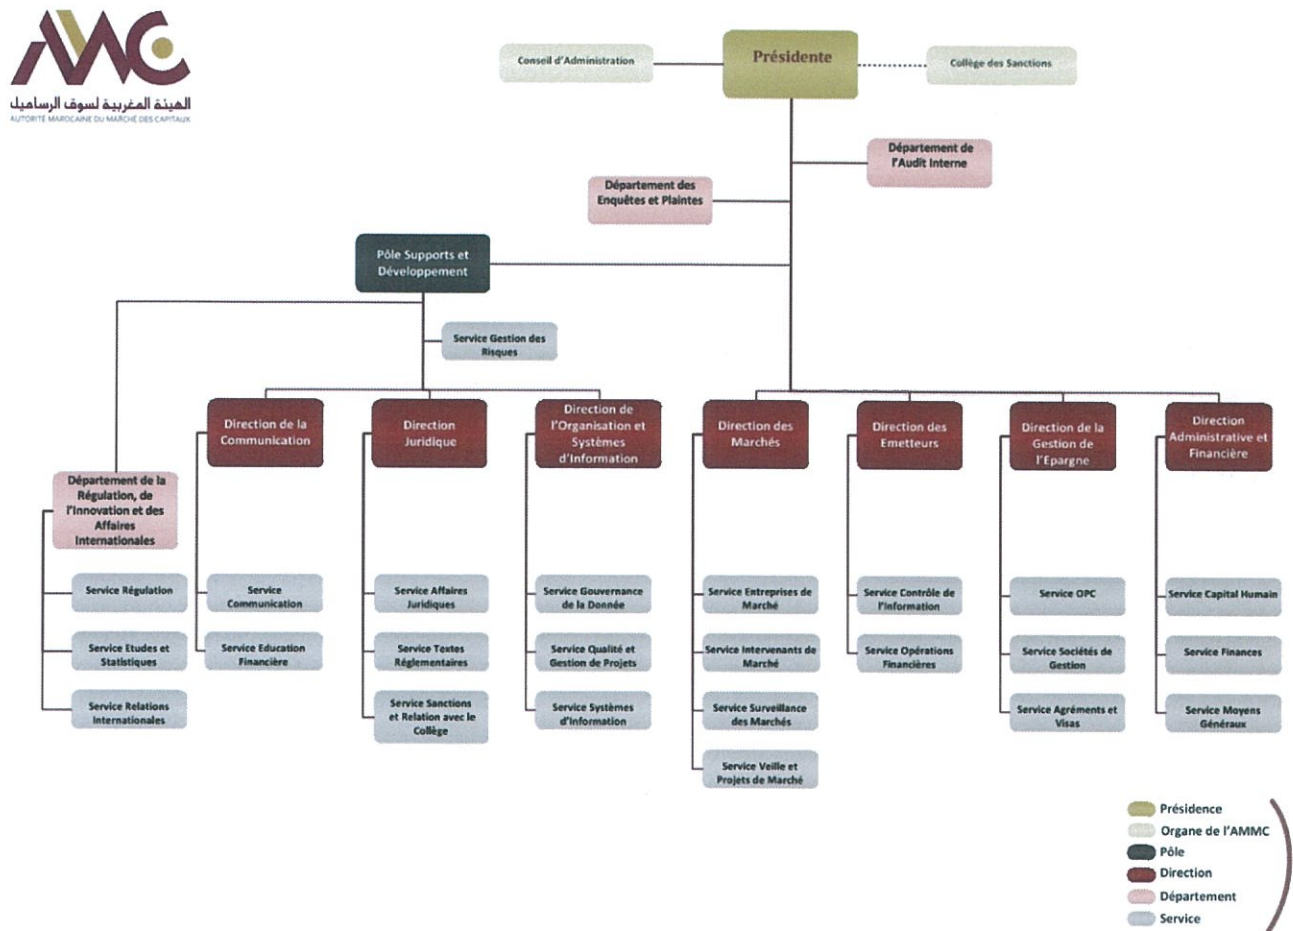 الهيئة المغربية لسوق الرساميل
AUTORITÉ MAROCAINE DU MARCHÉ DES CAPITAUX
Conseil d'Administration
Présidente
Collège des Sanctions
Département de
l'Audit Interne
Département des
Enquêtes et Plaintes
Pôle Supports et
Développement
Service Gestion des
Risques
Direction de la
Communication
Direction
Juridique
Direction de
l'Organisation et
Systèmes
d'Information
Direction des
Marchés
Direction des
Emetteurs
Direction de la
Gestion de
l'Epargne
Direction
Administrative et
Financière
Département de la
Régulation, de
l'Innovation et des
Affaires
Internationales
Service Régulation
Service Etudes et
Statistiques
Service Relations
Internationales
Service
Communication
Service Education
Financière
Service Affaires
Juridiques
Service Textes
Réglementaires
Service Sanctions
et Relation avec le
Collège
Service Gouvernance
de la Donnée
Service Qualité et
Gestion de Projets
Service Systèmes
d'Information
Service Entreprises de
Marché
Service Intervenants de
Marché
Service Surveillance
des Marchés
Service Veille et
Projets de Marché
Service Contrôle de
l'Information
Service Opérations
Financières
Service OPC
Service Sociétés de
Gestion
Service Agréments et
Visas
Service Capital Humain
Service Finances
Service Moyens
Généraux
Présidence
Organe de l'AMMC
Pôle
Direction
Département
Service